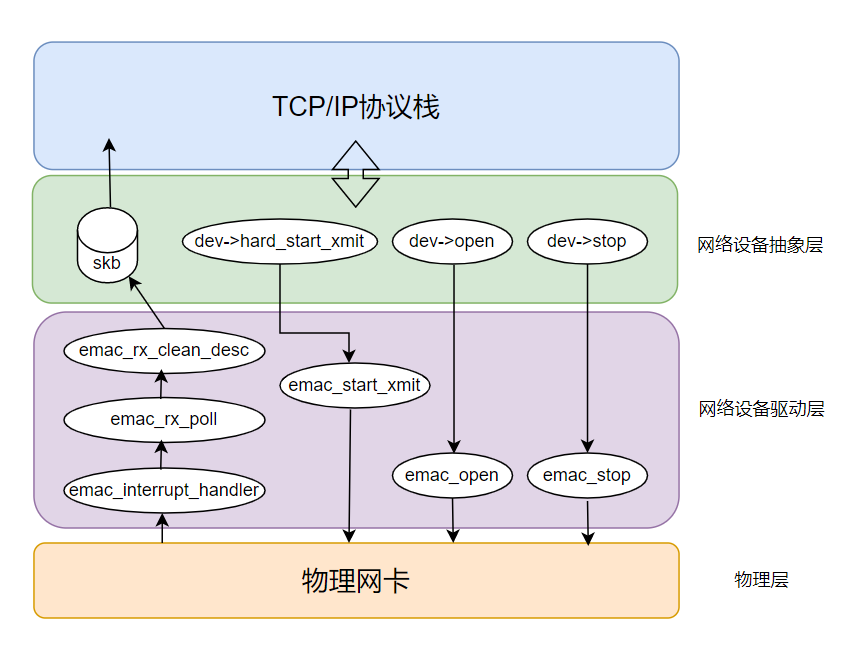 TCP/IP协议栈
dev->hard_start_xmit
dev->open
dev->stop
skb
网络设备抽象层
emac_rx_clean_desc
emac_start_xmit
网络设备驱动层
emac_rx_poll
emac_open
emac_stop
emac_interrupt_handler
物理网卡
物理层